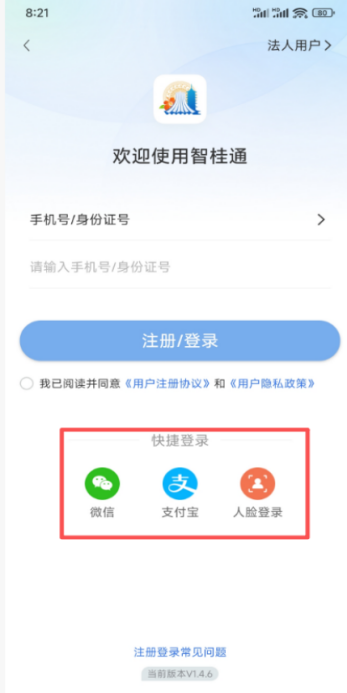 8:21
80
法人用户
欢迎使用智桂通
手机号/身份证号
请输入手机号/身份证号
注册/登录
我已阅读并同意《用户注册协议》和《用户隐私政策》
快捷登录
微信 支付宝 人脸登录
注册登录常见问题
当前版本V1.4.6